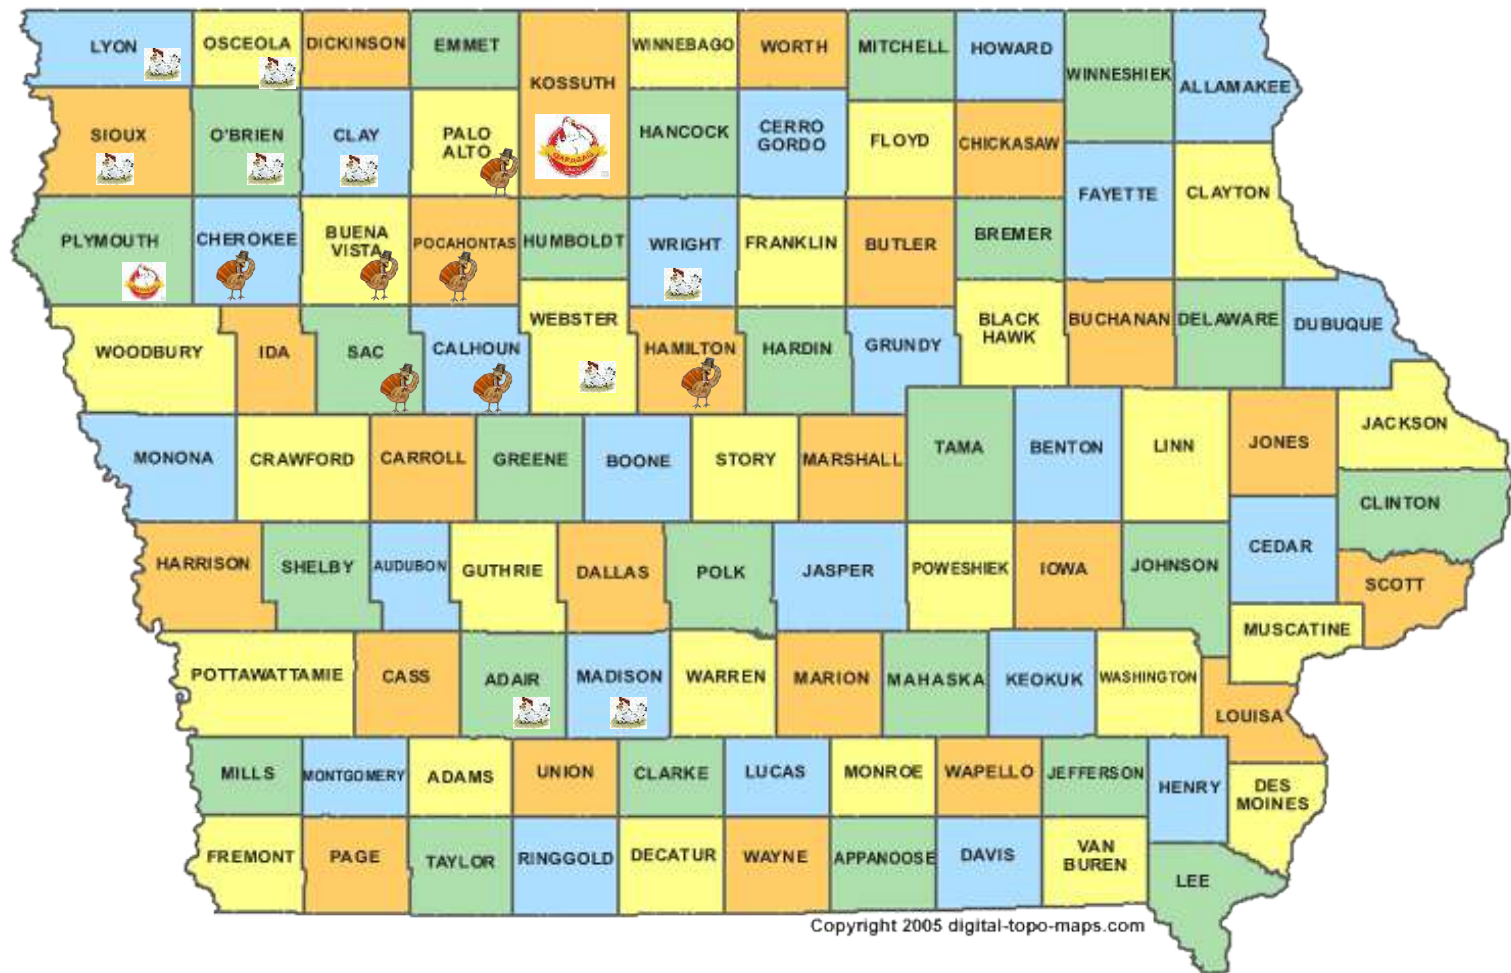 LYON
OSCEOLA
DICKINSON
EMMET
KOSSUTH
WINNEBAGO
WORTH
MITCHELL
HOWARD
WINNESHIEK
ALLAMAKEE
SIOUX
O'BRIEN
CLAY
PALO
ALTO
HANCOCK
CERRO
GORDO
FLOYD
CHICKASAW
FAYETTE
CLAYTON
PLYMOUTH
CHEROKEE
BUENA
VISTA
POCAHONTAS
HUMBOLDT
WRIGHT
FRANKLIN
BUTLER
BREMER
WOODBURY
IDA
SAC
CALHOUN
WEBSTER
HAMILTON
HARDIN
GRUNDY
BLACK
HAWK
BUCHANAN
DELAWARE
DUBUQUE
MONONA
CRAWFORD
CARROLL
GREENE
BOONE
STORY
MARSHALL
TAMA
BENTON
LINN
JONES
JACKSON
CLINTON
HARRISON
SHELBY
AUDUBON
GUTHRIE
DALLAS
POLK
JASPER
POWESHIEK
IOWA
JOHNSON
CEDAR
SCOTT
MUSCATINE
POTTAWATTAMIE
CASS
ADAIR
MADISON
WARREN
MARION
MAHASKA
KEOKUK
WASHINGTON
LOUISA
MILLS
MONTGOMERY
ADAMS
UNION
CLARKE
LUCAS
MONROE
WAPELLO
JEFFERSON
HENRY
DES
MOINES
FREMONT
PAGE
TAYLOR
RINGGOLD
DECATUR
WAYNE
APPANOOSE
DAVIS
VAN
BUREN
LEE
Copyright 2005 digital-topo-maps.com